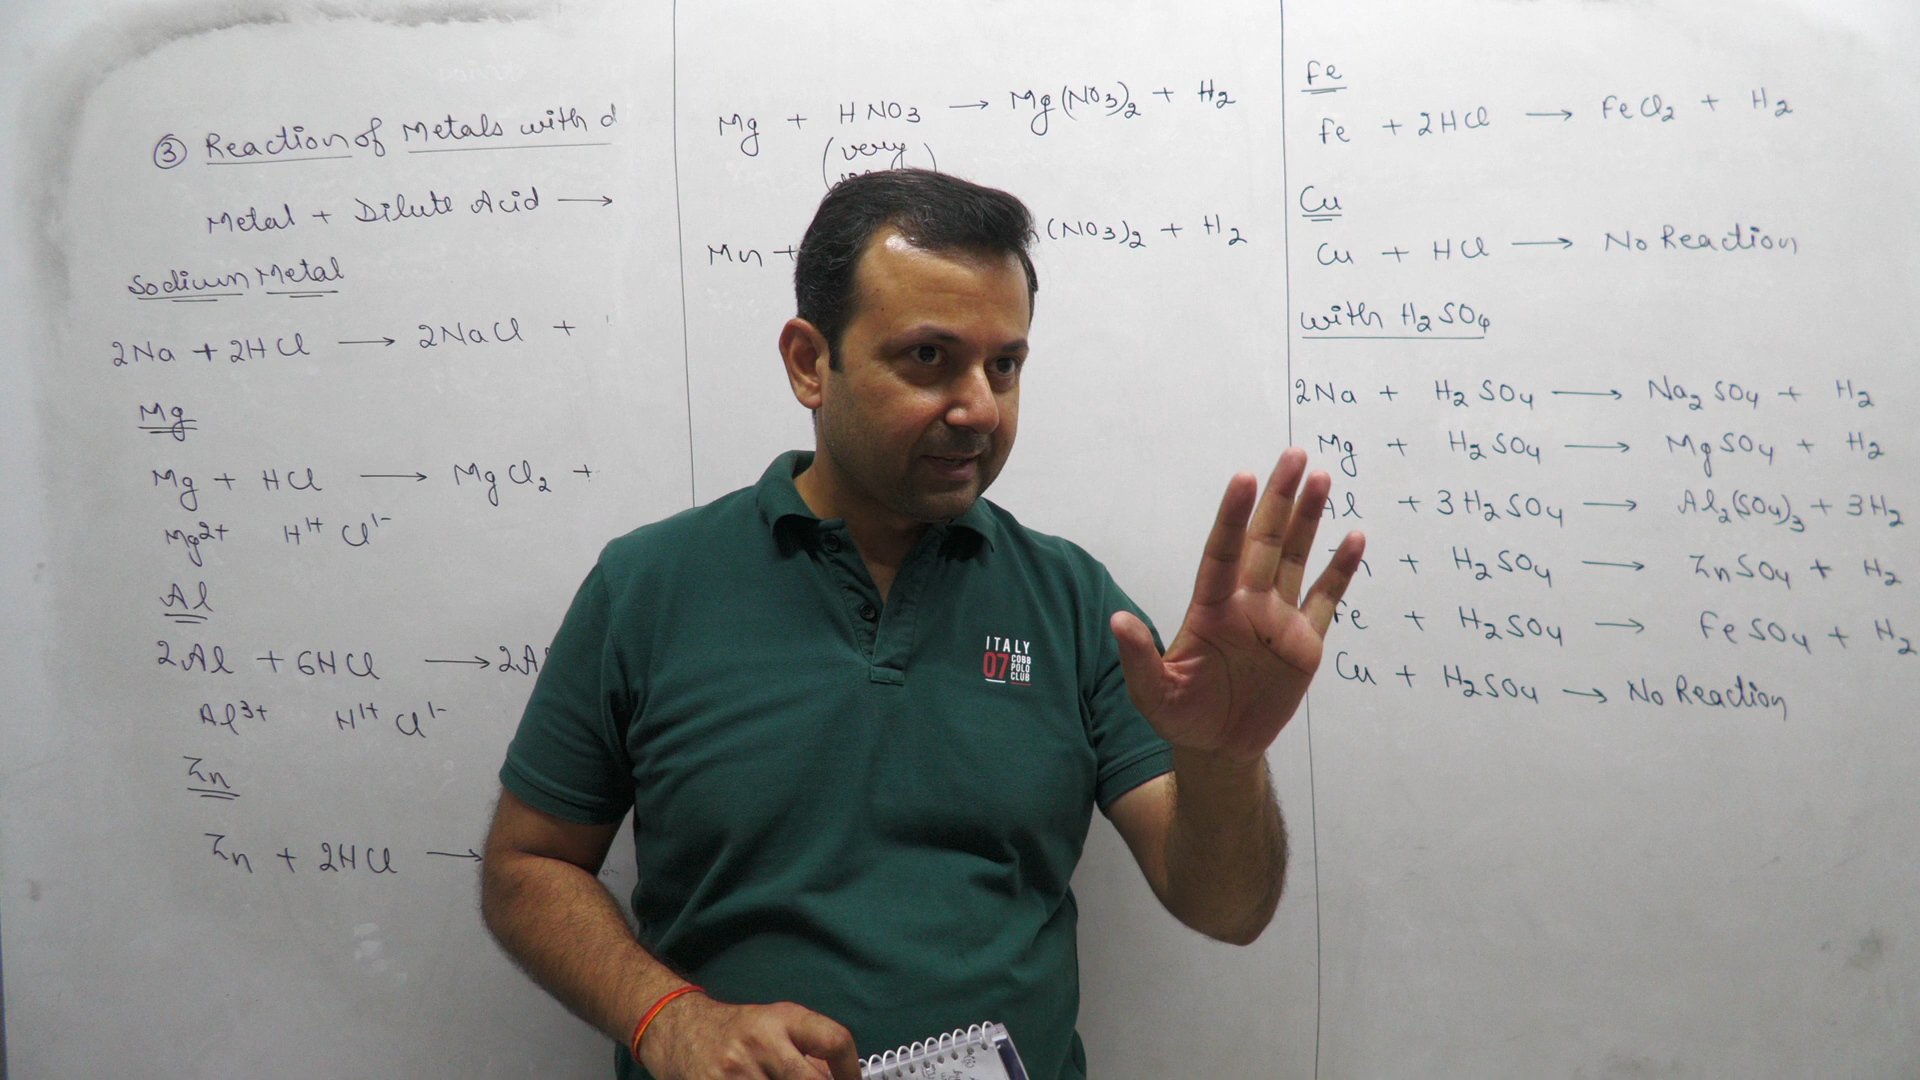 ③ Reaction of Metals with d
Metal + Dilute Acid →
Sodium Metal
2Na + 2HCl → 2NaCl +
Mg
Mg + HCl → MgCl2 +
Mg2+ H1+ Cl1-
Al
2Al + 6HCl → 2Al
Al3+ H1+ Cl1-
Zn
Zn + 2HCl →
Mg + HNO3 → Mg(NO3)2 + H2
(very
Mn + (NO3)2 + H2
Fe
Fe + 2HCl → FeCl2 + H2
Cu
Cu + HCl → No Reaction
with H2SO4
2Na + H2SO4 → Na2SO4 + H2
Mg + H2SO4 → MgSO4 + H2
Al + 3H2SO4 → Al2(SO4)3 + 3H2
n + H2SO4 → ZnSO4 + H2
Fe + H2SO4 → FeSO4 + H2
Cu + H2SO4 → No Reaction
ITALY
07 COBB
POLO
CLUB